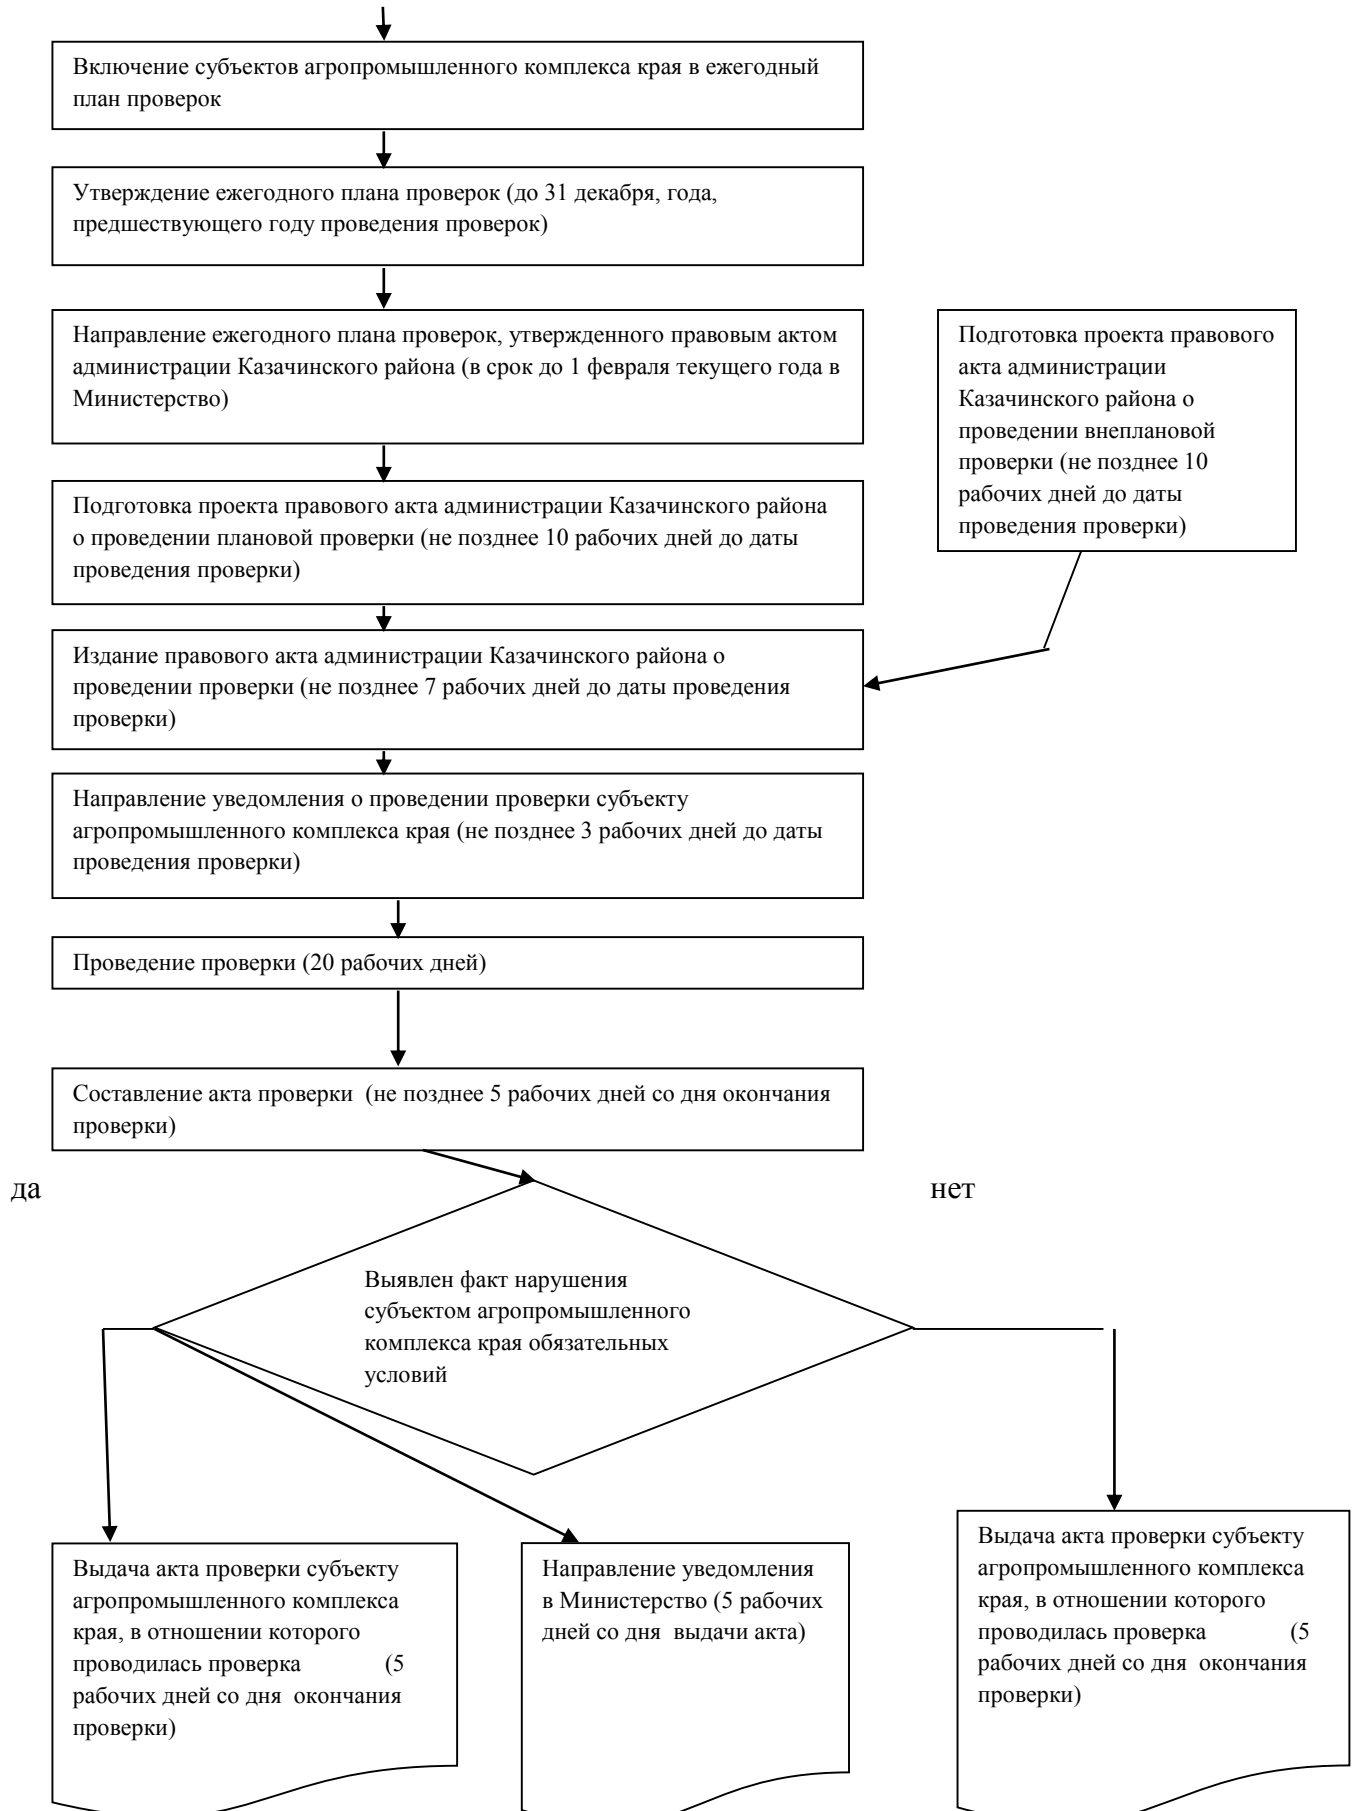 Включение субъектов агропромышленного комплекса края в ежегодный
план проверок
Утверждение ежегодного плана проверок (до 31 декабря, года,
предшествующего году проведения проверок)
Направление ежегодного плана проверок, утвержденного правовым актом
администрации Казачинского района (в срок до 1 февраля текущего года в
Министерство)
Подготовка проекта правового
акта администрации
Казачинского района о
проведении внеплановой
проверки (не позднее 10
рабочих дней до даты
проведения проверки)
Подготовка проекта правового акта администрации Казачинского района
о проведении плановой проверки (не позднее 10 рабочих дней до даты
проведения проверки)
Издание правового акта администрации Казачинского района о
проведении проверки (не позднее 7 рабочих дней до даты проведения
проверки)
Направление уведомления о проведении проверки субъекту
агропромышленного комплекса края (не позднее 3 рабочих дней до даты
проведения проверки)
Проведение проверки (20 рабочих дней)
Составление акта проверки  (не позднее 5 рабочих дней со дня окончания
проверки)
да
нет
Выявлен факт нарушения
субъектом агропромышленного
комплекса края обязательных
условий
Выдача акта проверки субъекту
агропромышленного комплекса
края, в отношении которого
проводилась проверка (5
рабочих дней со дня  окончания
проверки)
Направление уведомления
в Министерство (5 рабочих
дней со дня  выдачи акта)
Выдача акта проверки субъекту
агропромышленного комплекса
края, в отношении которого
проводилась проверка (5
рабочих дней со дня  окончания
проверки)